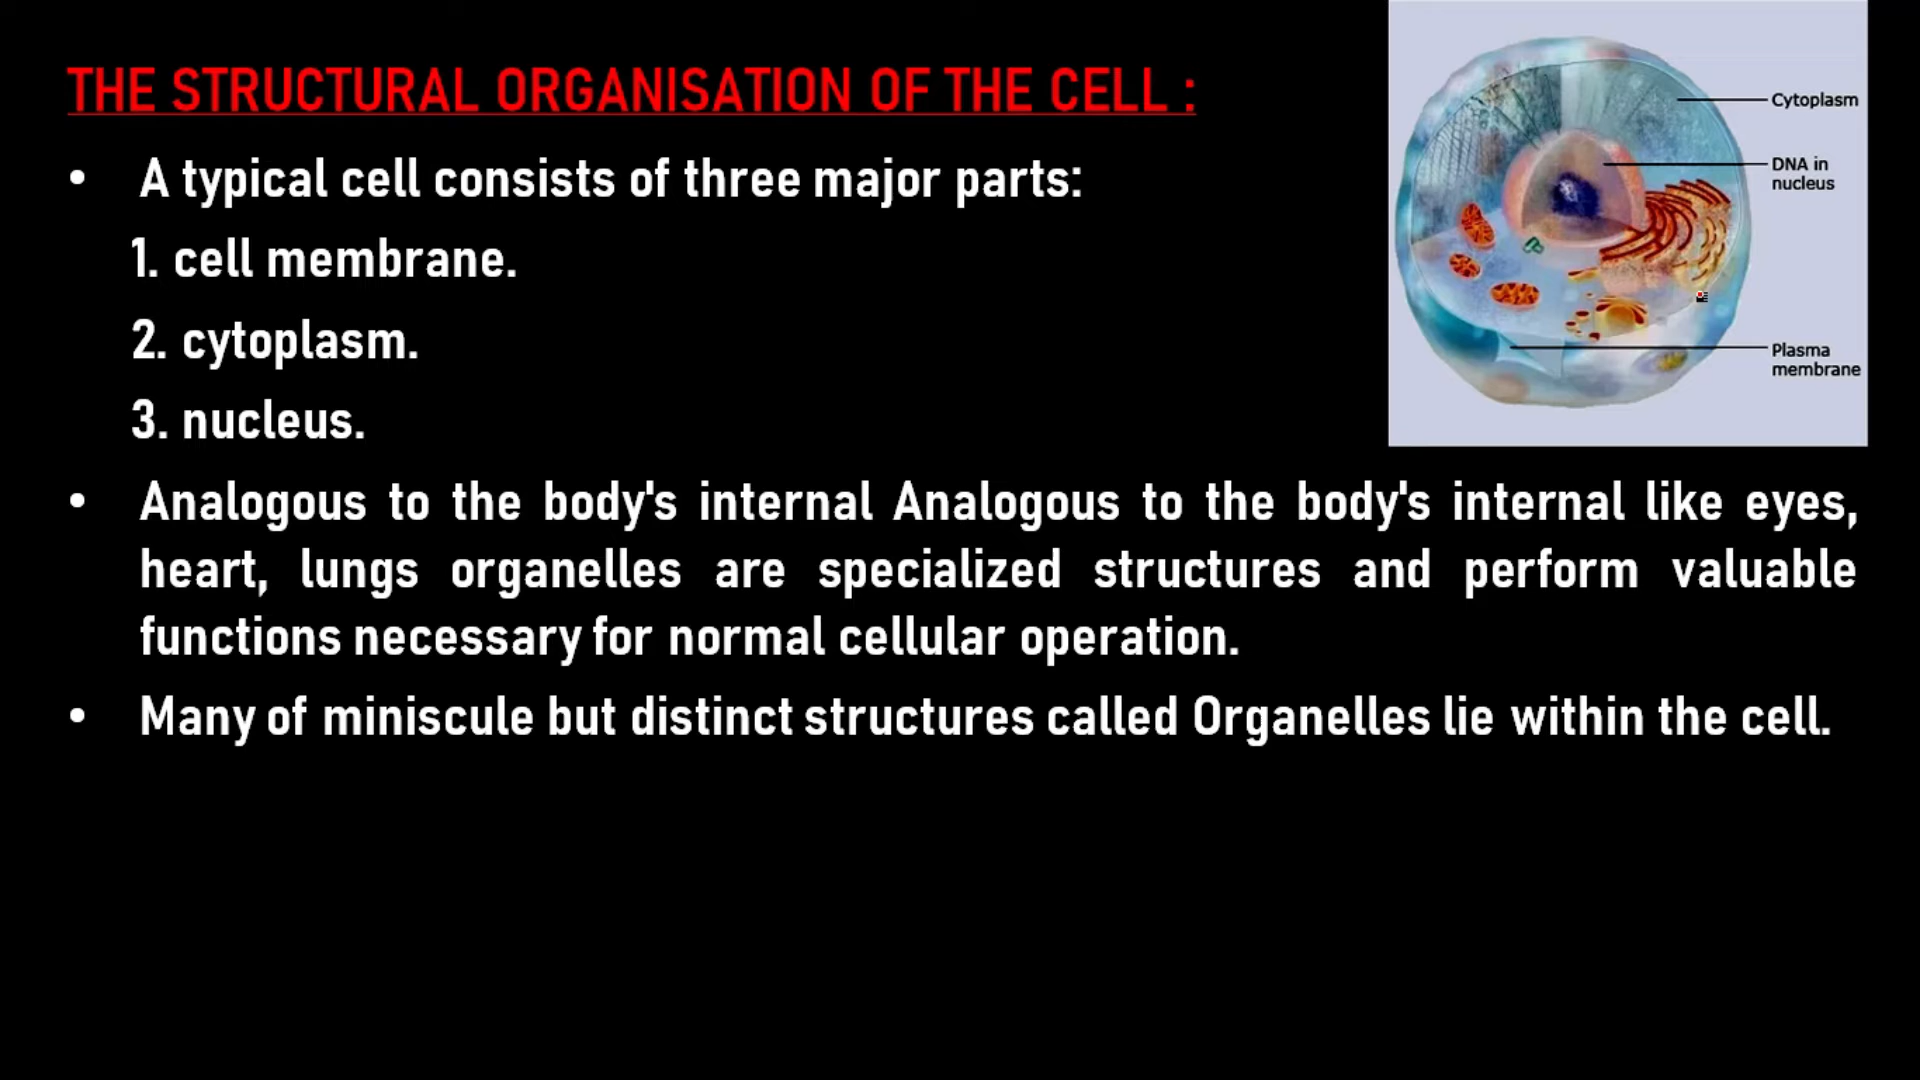 THE STRUCTURAL ORGANISATION OF THE CELL :
• A typical cell consists of three major parts:
1. cell membrane.
2. cytoplasm.
3. nucleus.
Cytoplasm
DNA in
nucleus
Plasma
membrane
• Analogous to the body's internal Analogous to the body's internal like eyes,
heart, lungs organelles are specialized structures and perform valuable
functions necessary for normal cellular operation.
• Many of miniscule but distinct structures called Organelles lie within the cell.